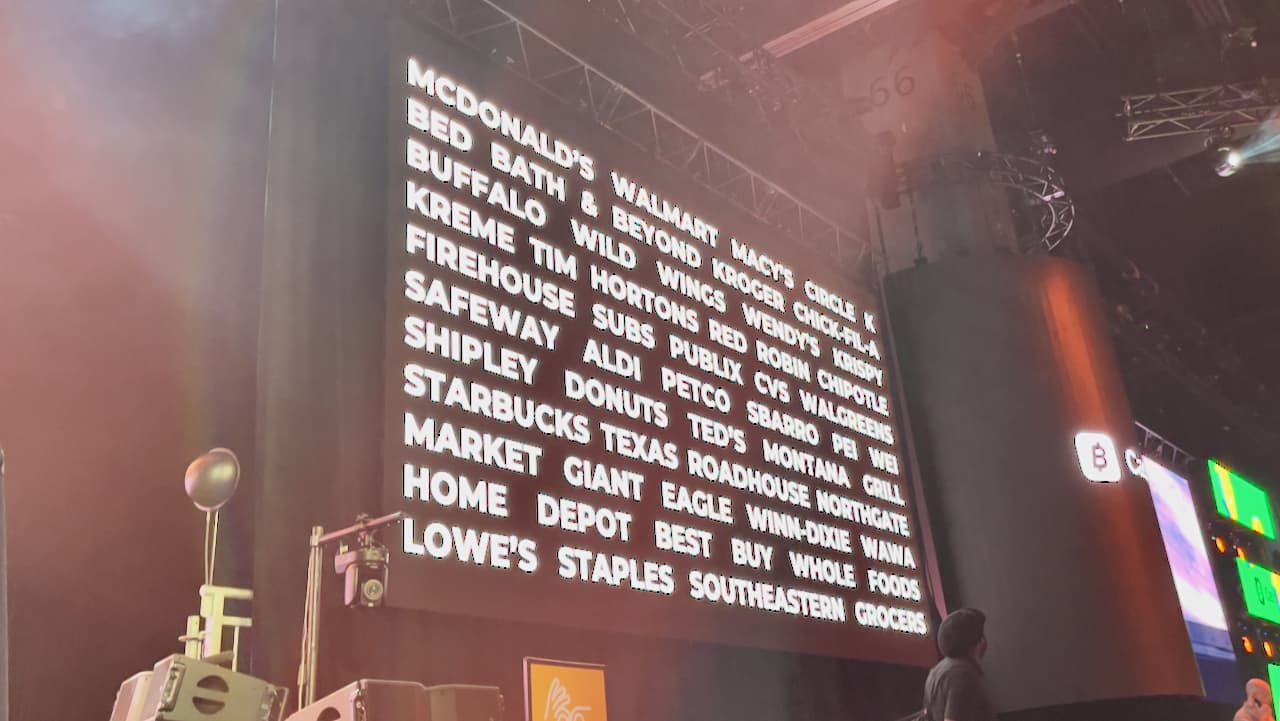 MCDONALD'S WALMART MACY'S CIRCLE K
BED BATH & BEYOND KROGER CHICK-FIL-A
BUFFALO WILD WINGS WENDY'S KRISPY
KREME TIM HORTONS RED ROBIN CHIPOTLE
FIREHOUSE SUBS PUBLIX CVS WALGREENS
SAFEWAY ALDI PETCO SBARRO PEI WEI
SHIPLEY DONUTS TED'S MONTANA GRILL
STARBUCKS TEXAS ROADHOUSE NORTHGATE
MARKET GIANT EAGLE WINN-DIXIE WAWA
HOME DEPOT BEST BUY WHOLE FOODS
LOWE'S STAPLES SOUTHEASTERN GROCERS
66